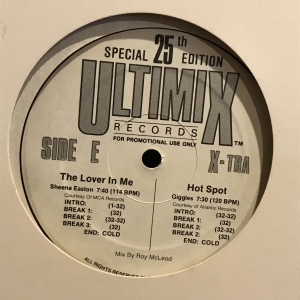 SPECIAL 25th EDITION
ULTIMIX
RECORDS
TM
FOR PROMOTIONAL USE ONLY
SIDE E
X-TRA
The Lover In Me
Sheena Easton 7:40 (114 BPM)
Courtesy Of MCA Records
INTRO: (1-32)
BREAK 1: (32)
BREAK 2: (32)
BREAK 3: (32)
END: COLD
Hot Spot
Giggles 7:30 (120 BPM)
(Courtesy of Atlantic Records)
INTRO: (32-32)
BREAK 1: (32-32)
BREAK 2: (32-32)
END: COLD
Mix By Roy McLeod
ALL RIGHTS RESERVED